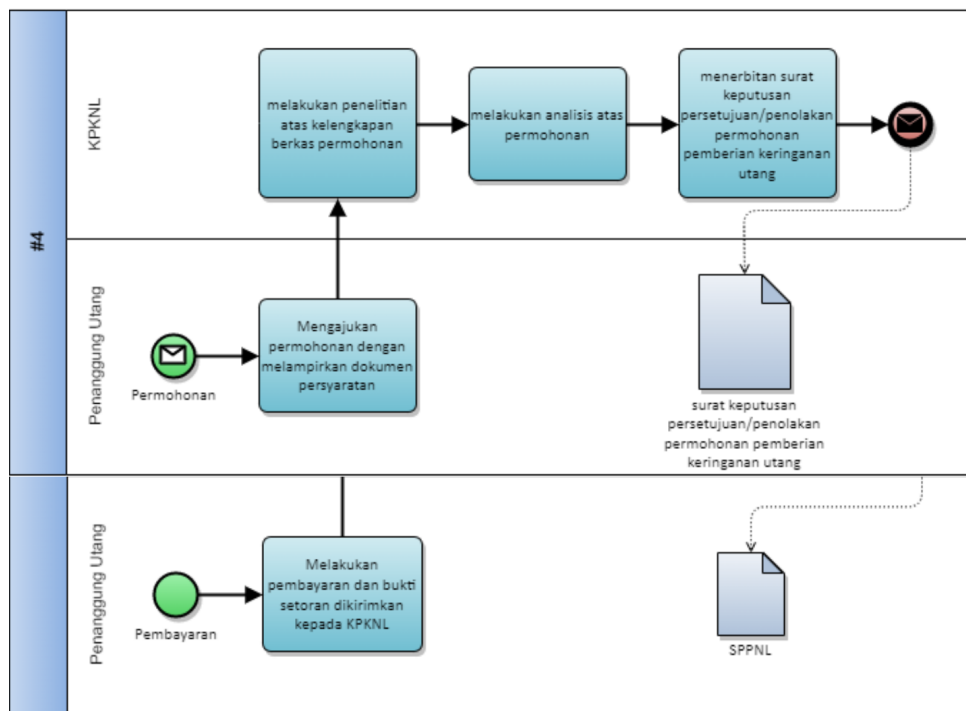 #4
KPKNL
melakukan penelitian
atas kelengkapan
berkas permohonan
melakukan analisis atas
permohonan
menerbitan surat
keputusan
persetujuan/penolakan
permohonan
pemberian keringanan
utang
Penanggung Utang
Permohonan
Mengajukan
permohonan dengan
melampirkan dokumen
persyaratan
surat keputusan
persetujuan/penolakan
permohonan pemberian
keringanan utang
Penanggung Utang
Pembayaran
Melakukan
pembayaran dan bukti
setoran dikirimkan
kepada KPKNL
SPPNL